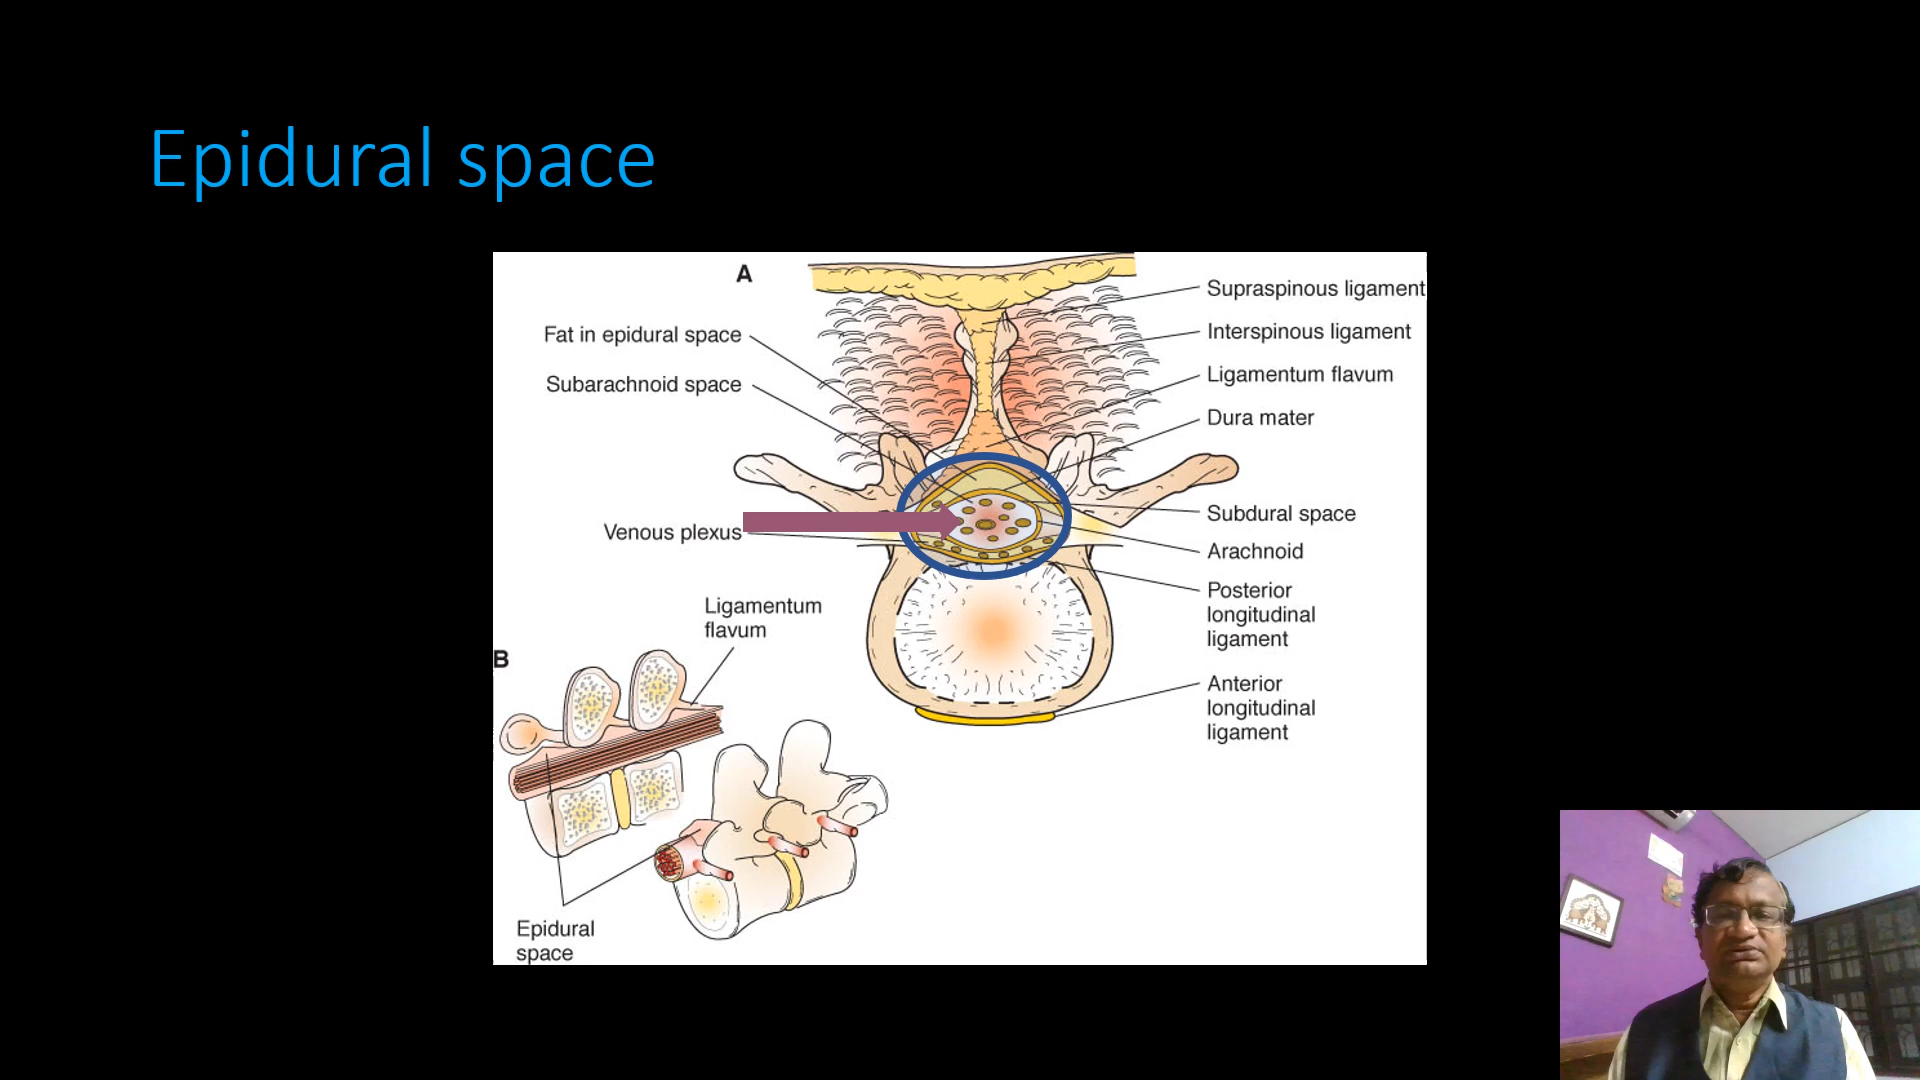 Epidural space
A
Fat in epidural space
Subarachnoid space
Venous plexus
Supraspinous ligament
Interspinous ligament
Ligamentum flavum
Dura mater
Subdural space
Arachnoid
Posterior
longitudinal
ligament
Anterior
longitudinal
ligament
B
Ligamentum
flavum
Epidural
space